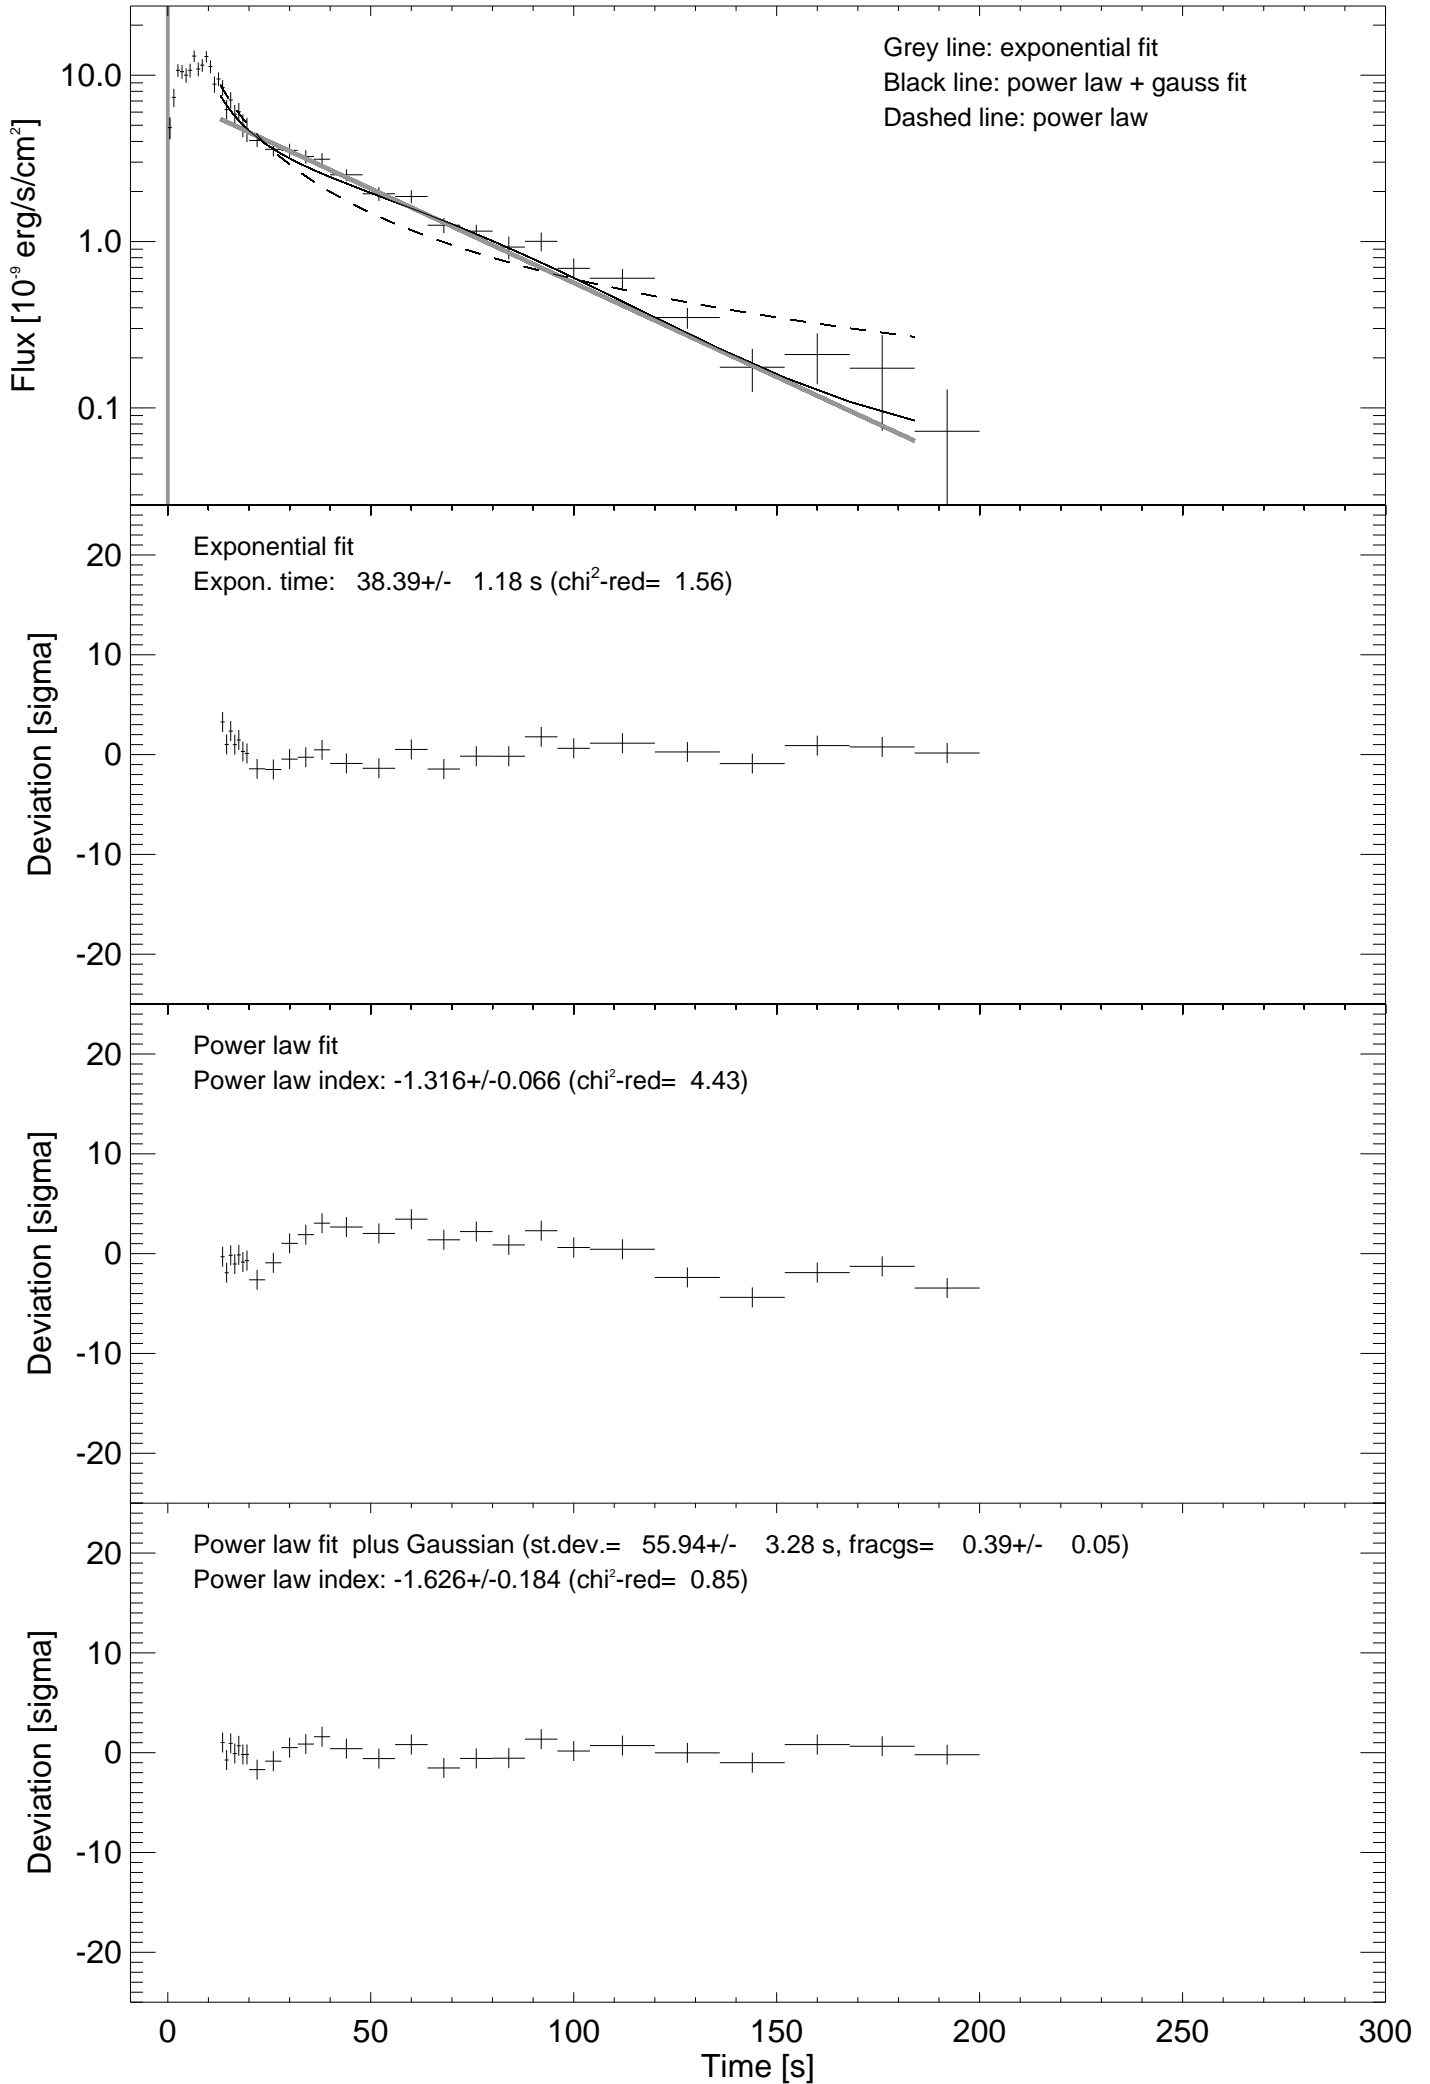 Grey line: exponential fit
Black line: power law + gauss fit
Dashed line: power law
10.0
1.0
0.1
Flux [10⁻⁹ erg/s/cm²]
Exponential fit
Expon. time: 38.39+/- 1.18 s (chi²-red= 1.56)
20
10
0
-10
-20
Deviation [sigma]
Power law fit
Power law index: -1.316+/-0.066 (chi²-red= 4.43)
20
10
0
-10
-20
Deviation [sigma]
Power law fit plus Gaussian (st.dev.= 55.94+/- 3.28 s, fracgs= 0.39+/- 0.05)
Power law index: -1.626+/-0.184 (chi²-red= 0.85)
20
10
0
-10
-20
Deviation [sigma]
0 50 100 150 200 250 300
Time [s]